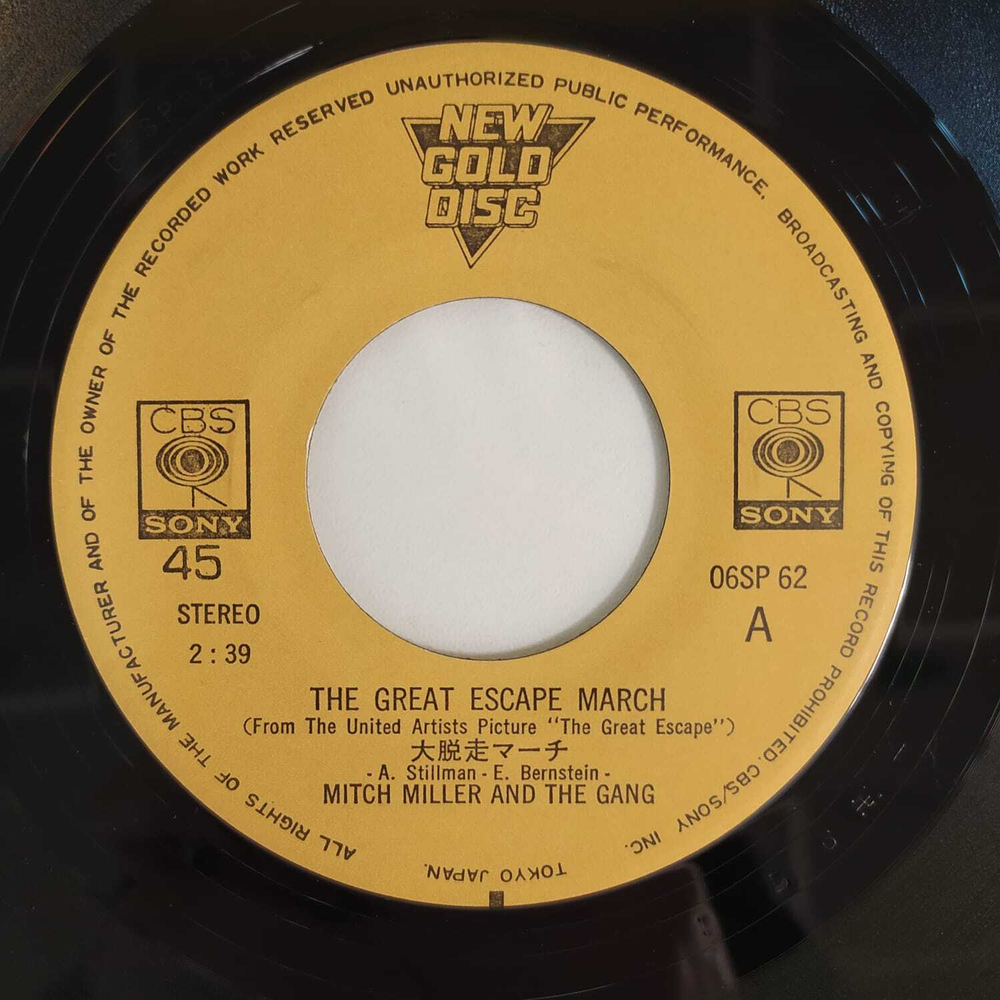 ALL RIGHTS OF THE MANUFACTURER AND OF THE OWNER OF THE RECORDED WORK RESERVED UNAUTHORIZED PUBLIC PERFORMANCE. BROADCASTING AND COPYING OF THIS RECORD PROHIBITED. CBS/SONY INC.
TOKYO JAPAN.
NEW
GOLD
DISC
CBS
SONY
45
STEREO
2:39
CBS
SONY
06SP 62
A
THE GREAT ESCAPE MARCH
(From The United Artists Picture “The Great Escape”)
大脱走マーチ
- A. Stillman - E. Bernstein -
MITCH MILLER AND THE GANG